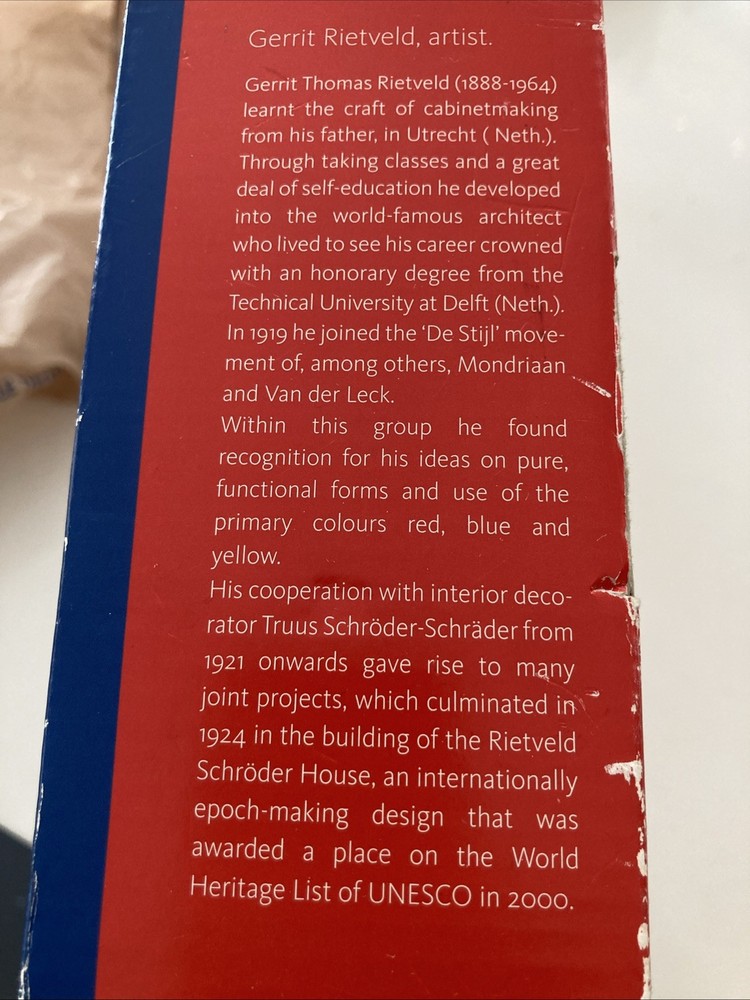 Gerrit Rietveld, artist.
Gerrit Thomas Rietveld (1888-1964)
learnt the craft of cabinetmaking
from his father, in Utrecht ( Neth.).
Through taking classes and a great
deal of self-education he developed
into the world-famous architect
who lived to see his career crowned
with an honorary degree from the
Technical University at Delft (Neth.).
In 1919 he joined the ‘De Stijl’ move-
ment of, among others, Mondriaan
and Van der Leck.
Within this group he found
recognition for his ideas on pure,
functional forms and use of the
primary colours red, blue and
yellow.
His cooperation with interior deco-
rator Truus Schröder-Schräder from
1921 onwards gave rise to many
joint projects, which culminated in
1924 in the building of the Rietveld
Schröder House, an internationally
epoch-making design that was
awarded a place on the World
Heritage List of UNESCO in 2000.